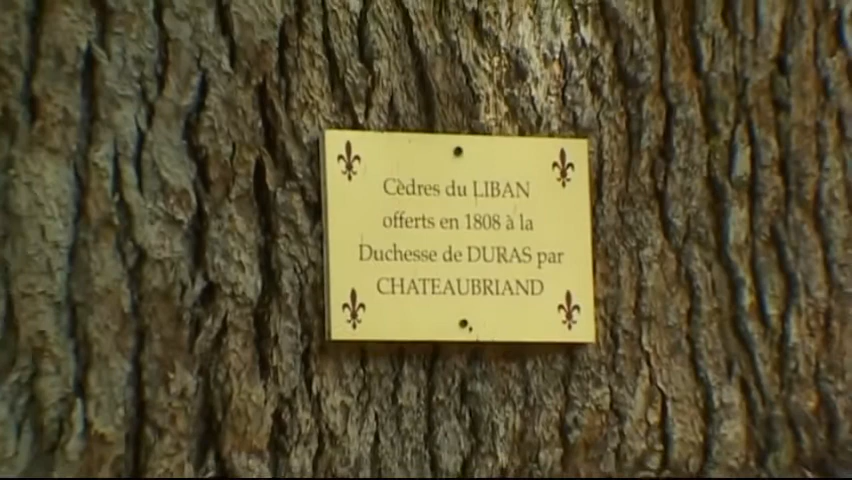 Cèdres du LIBAN
offerts en 1808 à la
Duchesse de DURAS par
CHATEAUBRIAND